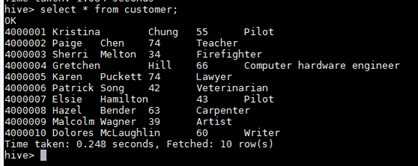 hive> select * from customer;
OK
4000001 Kristina Chung 55 Pilot
4000002 Paige Chen 74 Teacher
4000003 Sherri Melton 34 Firefighter
4000004 Gretchen Hill 66 Computer hardware engineer
4000005 Karen Puckett 74 Lawyer
4000006 Patrick Song 42 Veterinarian
4000007 Elsie Hamilton 43 Pilot
4000008 Hazel Bender 63 Carpenter
4000009 Malcolm Wagner 39 Artist
4000010 Dolores McLaughlin 60 Writer
Time taken: 0.248 seconds, Fetched: 10 row(s)
hive>